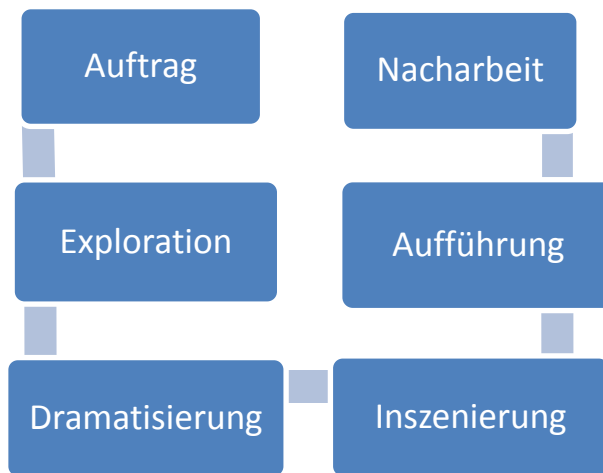 Auftrag
Exploration
Dramatisierung
Inszenierung
Aufführung
Nacharbeit